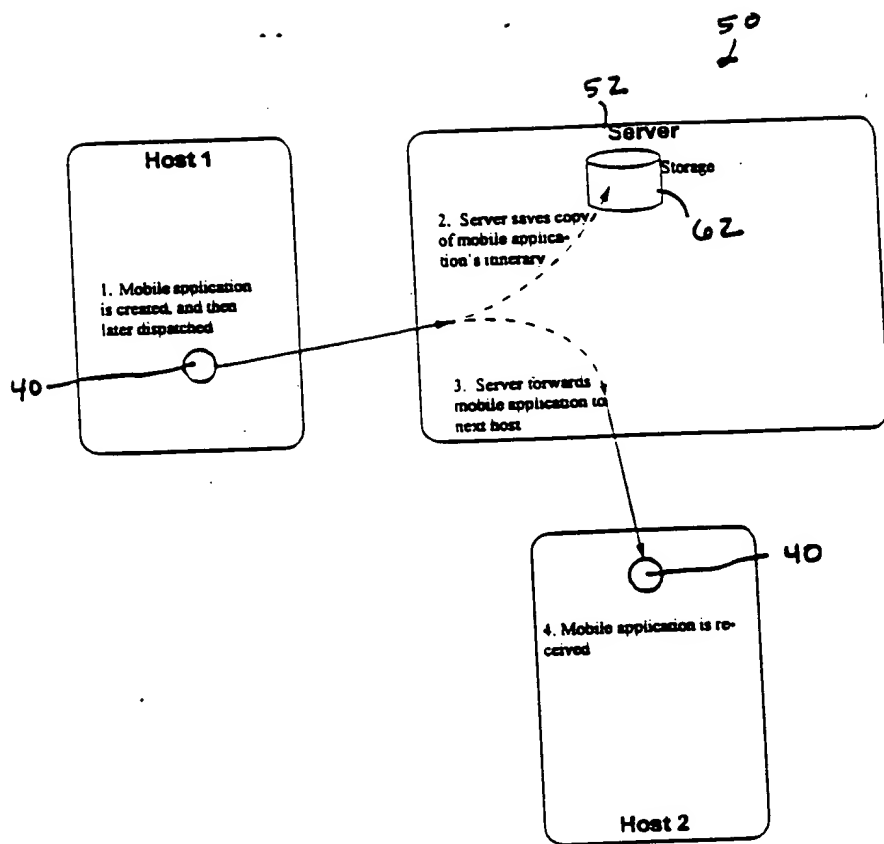 50
52
Server
Host 1
Storage
62
2. Server saves copy
of mobile applica-
tion's itinerary
1. Mobile application
is created, and then
later dispatched
40
3. Server forwards
mobile application to
next host
40
4. Mobile application is re-
ceived
Host 2